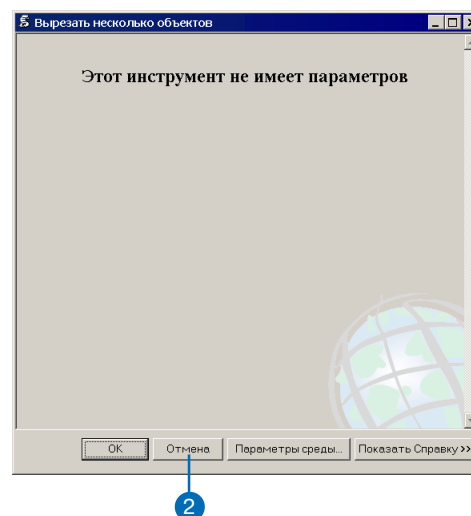 Вырезать несколько объектов
Этот инструмент не имеет параметров
OK Отмена Параметры среды... Показать Справку >>
2